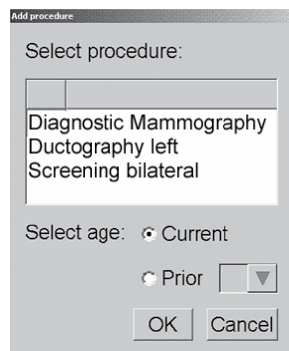 Add procedure
Select procedure:
Diagnostic Mammography
Ductography left
Screening bilateral
Select age: Current
Prior
OK Cancel